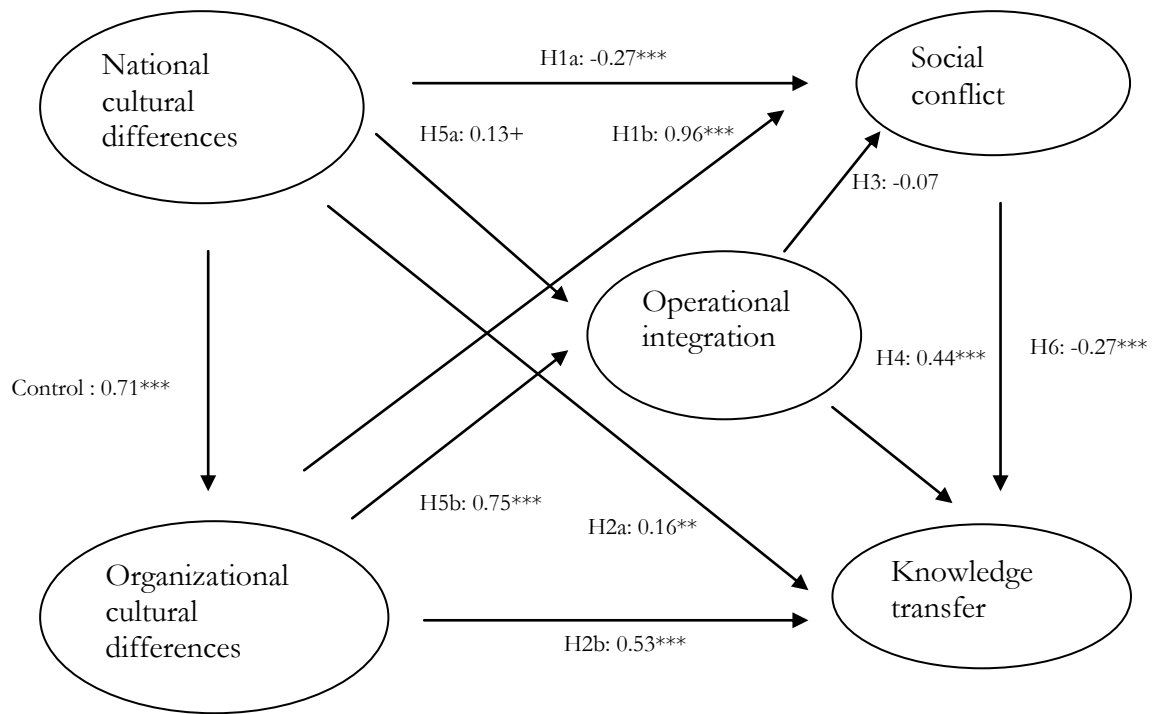 National
cultural
differences
H1a: -0.27***
Social
conflict
H5a: 0.13+
H1b: 0.96***
H3: -0.07
Operational
integration
H4: 0.44***
H6: -0.27***
Control : 0.71***
H5b: 0.75***
H2a: 0.16**
Organizational
cultural
differences
Knowledge
transfer
H2b: 0.53***